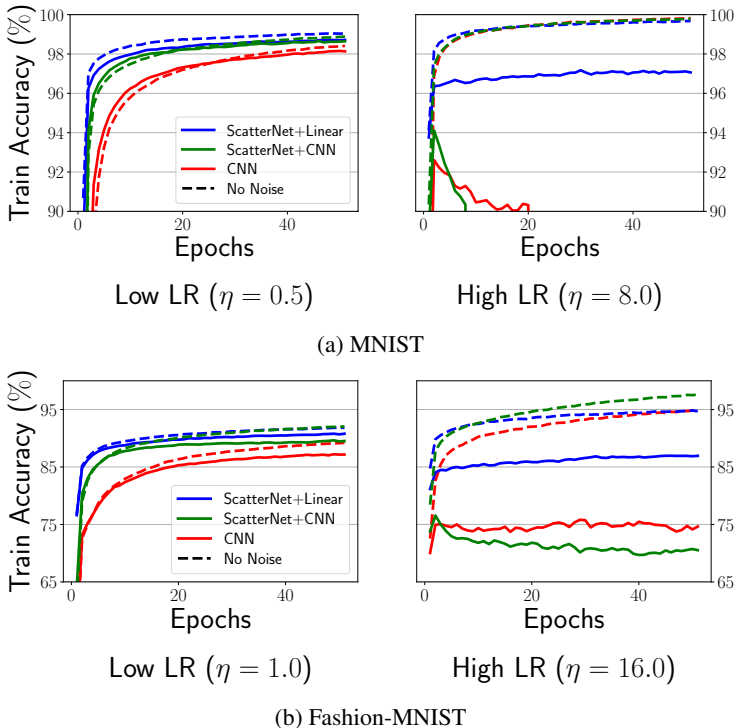 Train Accuracy (%)
100
98
96
94
92
90
0
20
40
Epochs
ScatterNet+Linear
ScatterNet+CNN
CNN
No Noise
Low LR (η = 0.5)
100
98
96
94
92
90
0
20
40
Epochs
High LR (η = 8.0)
(a) MNIST
Train Accuracy (%)
95
85
75
65
0
20
40
Epochs
ScatterNet+Linear
ScatterNet+CNN
CNN
No Noise
Low LR (η = 1.0)
95
85
75
65
0
20
40
Epochs
High LR (η = 16.0)
(b) Fashion-MNIST